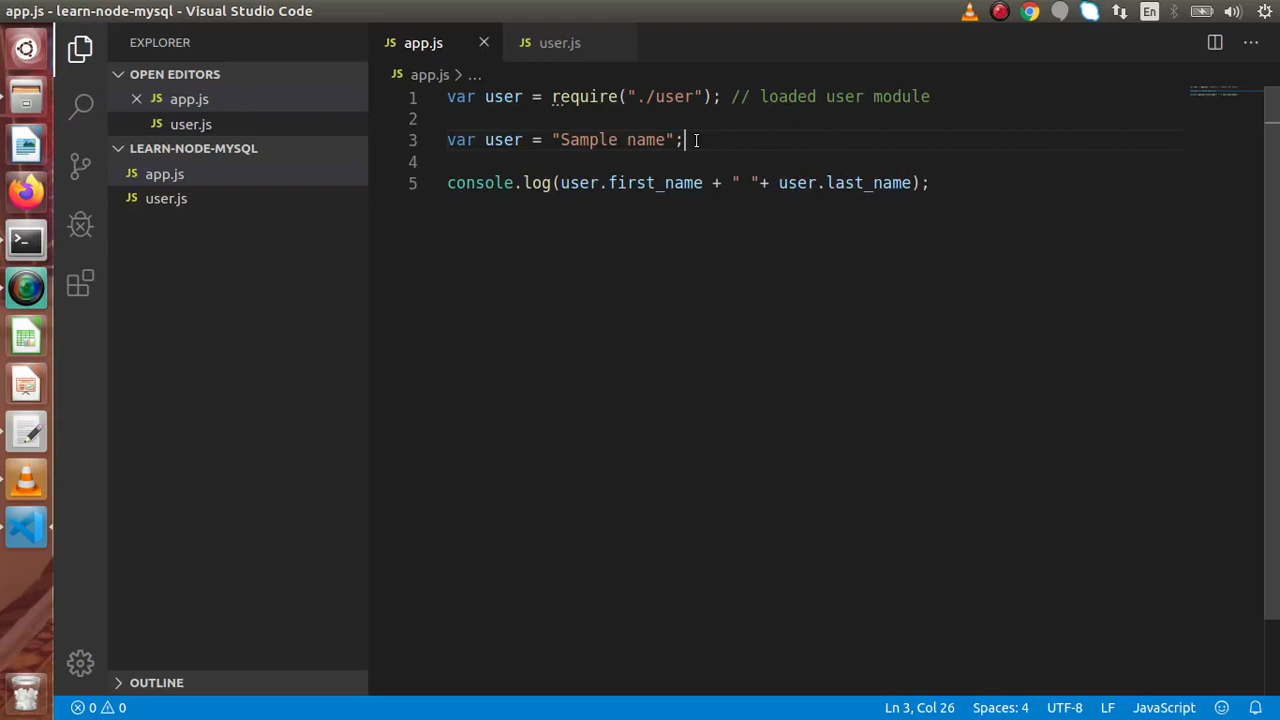 app.js - learn-node-mysql - Visual Studio Code
En
EXPLORER
OPEN EDITORS
app.js
user.js
LEARN-NODE-MYSQL
app.js
user.js
OUTLINE
app.js
user.js
JS app.js > ...
1 var user = require("./user"); // loaded user module
2
3 var user = "Sample name";
4
5 console.log(user.first_name + " "+ user.last_name);
0 0
Ln 3, Col 26 Spaces: 4 UTF-8 LF JavaScript